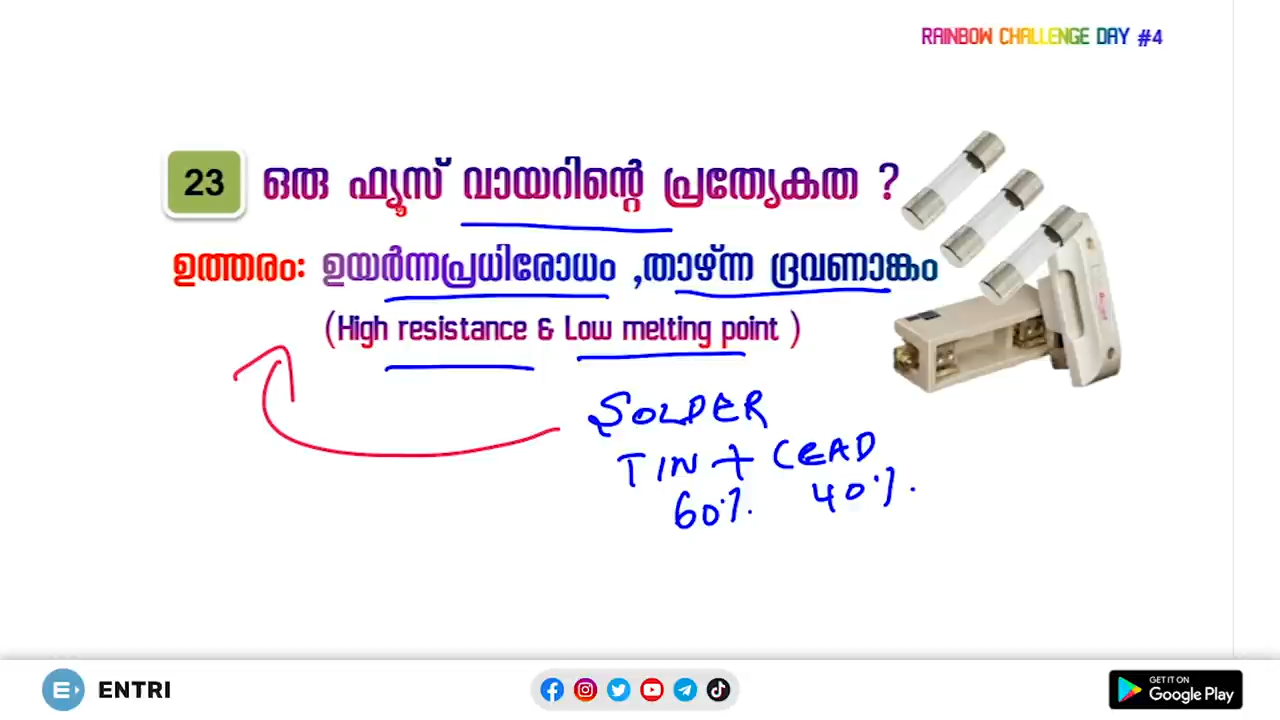 RAINBOW CHALLENGE DAY #4
23 ഒരു ഫ്യൂസ് വായറിന്റെ പ്രത്യേകത ?
ഉത്തരം: ഉയർന്നപ്രധിരോധം ,താഴ്ന്ന ദ്രവണാങ്കം
(High resistance & Low melting point )
SOLDER
TIN + LEAD
60% 40%.
ENTRI
GET IT ON
Google Play